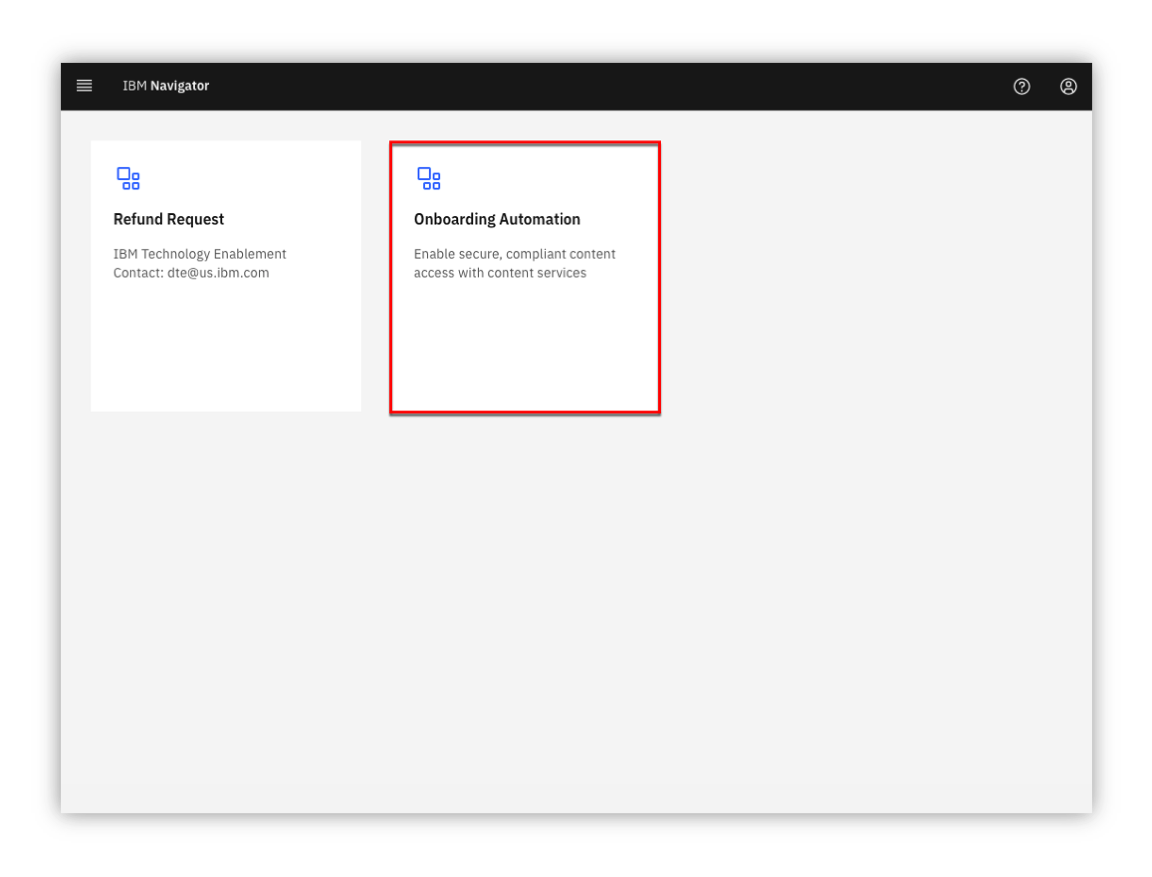 IBM Navigator
Refund Request
IBM Technology Enablement
Contact: dte@us.ibm.com
Onboarding Automation
Enable secure, compliant content
access with content services